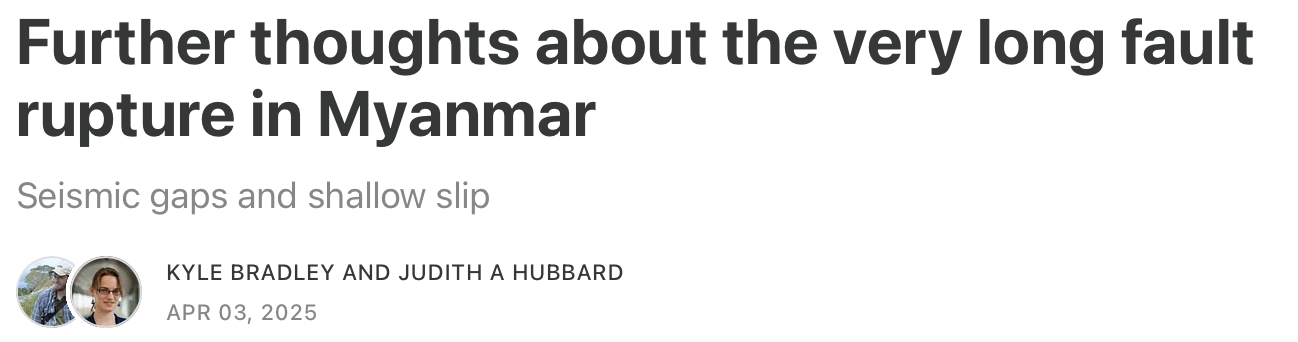 Further thoughts about the very long fault
rupture in Myanmar
Seismic gaps and shallow slip
KYLE BRADLEY AND JUDITH A HUBBARD
APR 03, 2025